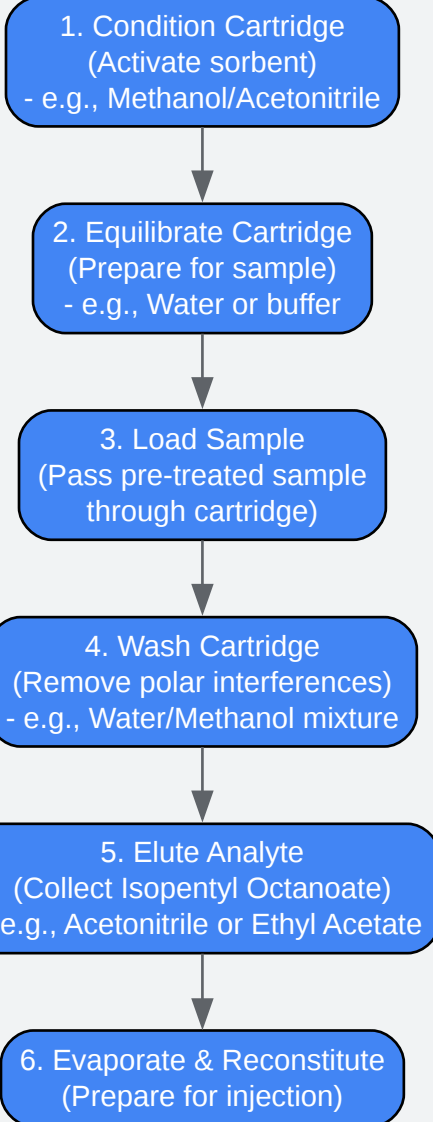 1. Condition Cartridge
(Activate sorbent)
- e.g., Methanol/Acetonitrile
2. Equilibrate Cartridge
(Prepare for sample)
- e.g., Water or buffer
3. Load Sample
(Pass pre-treated sample
through cartridge)
4. Wash Cartridge
(Remove polar interferences)
- e.g., Water/Methanol mixture
5. Elute Analyte
(Collect Isopentyl Octanoate)
e.g., Acetonitrile or Ethyl Acetate
6. Evaporate & Reconstitute
(Prepare for injection)